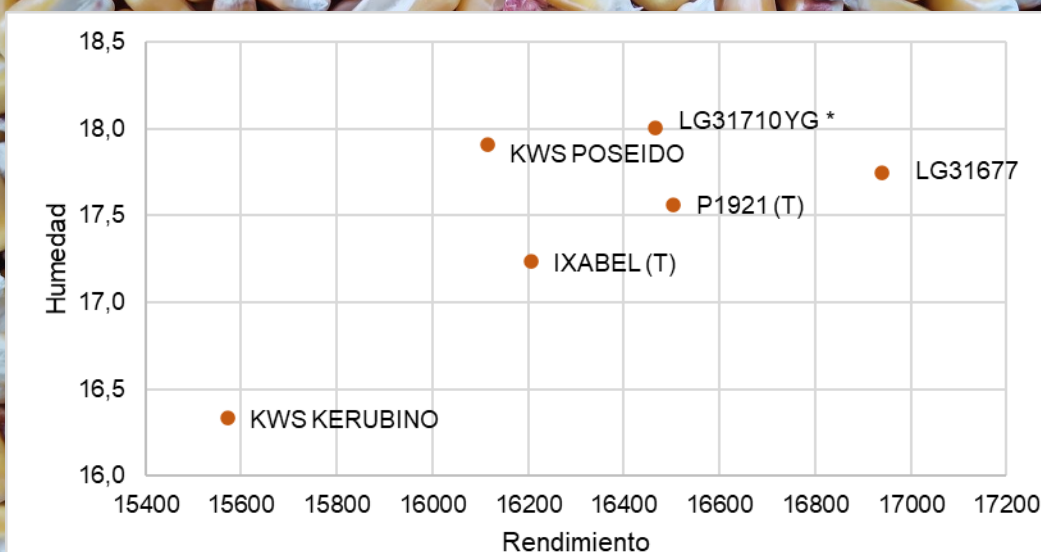 18,5
18,0
17,5
17,0
16,5
16,0
Humedad
LG31710 YG *
KWS POSEIDO
LG31677
P1921 (T)
IXABEL (T)
KWS KERUBINO
15400 15600 15800 16000 16200 16400 16600 16800 17000 17200
Rendimiento